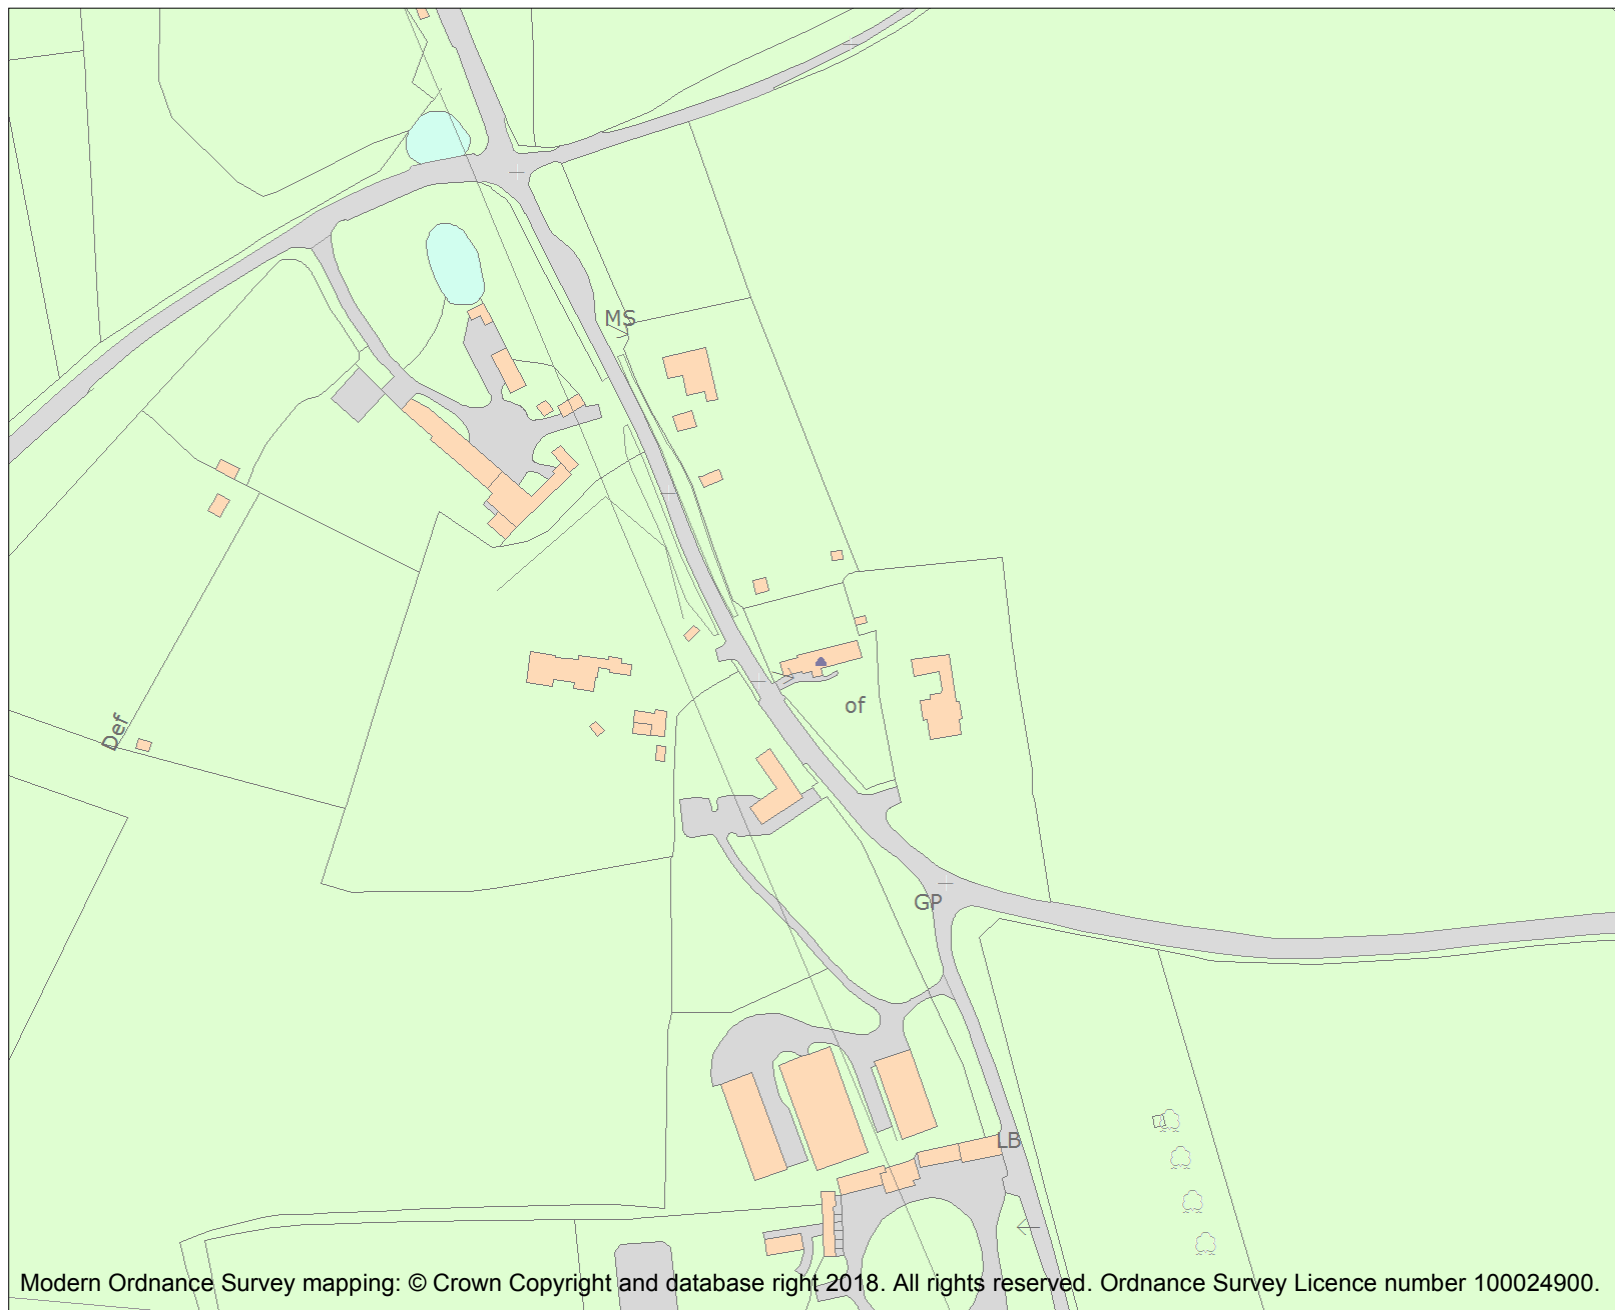 MS
of
Def
GP
LB
Modern Ordnance Survey mapping: © Crown Copyright and database right 2018. All rights reserved. Ordnance Survey Licence number 100024900.